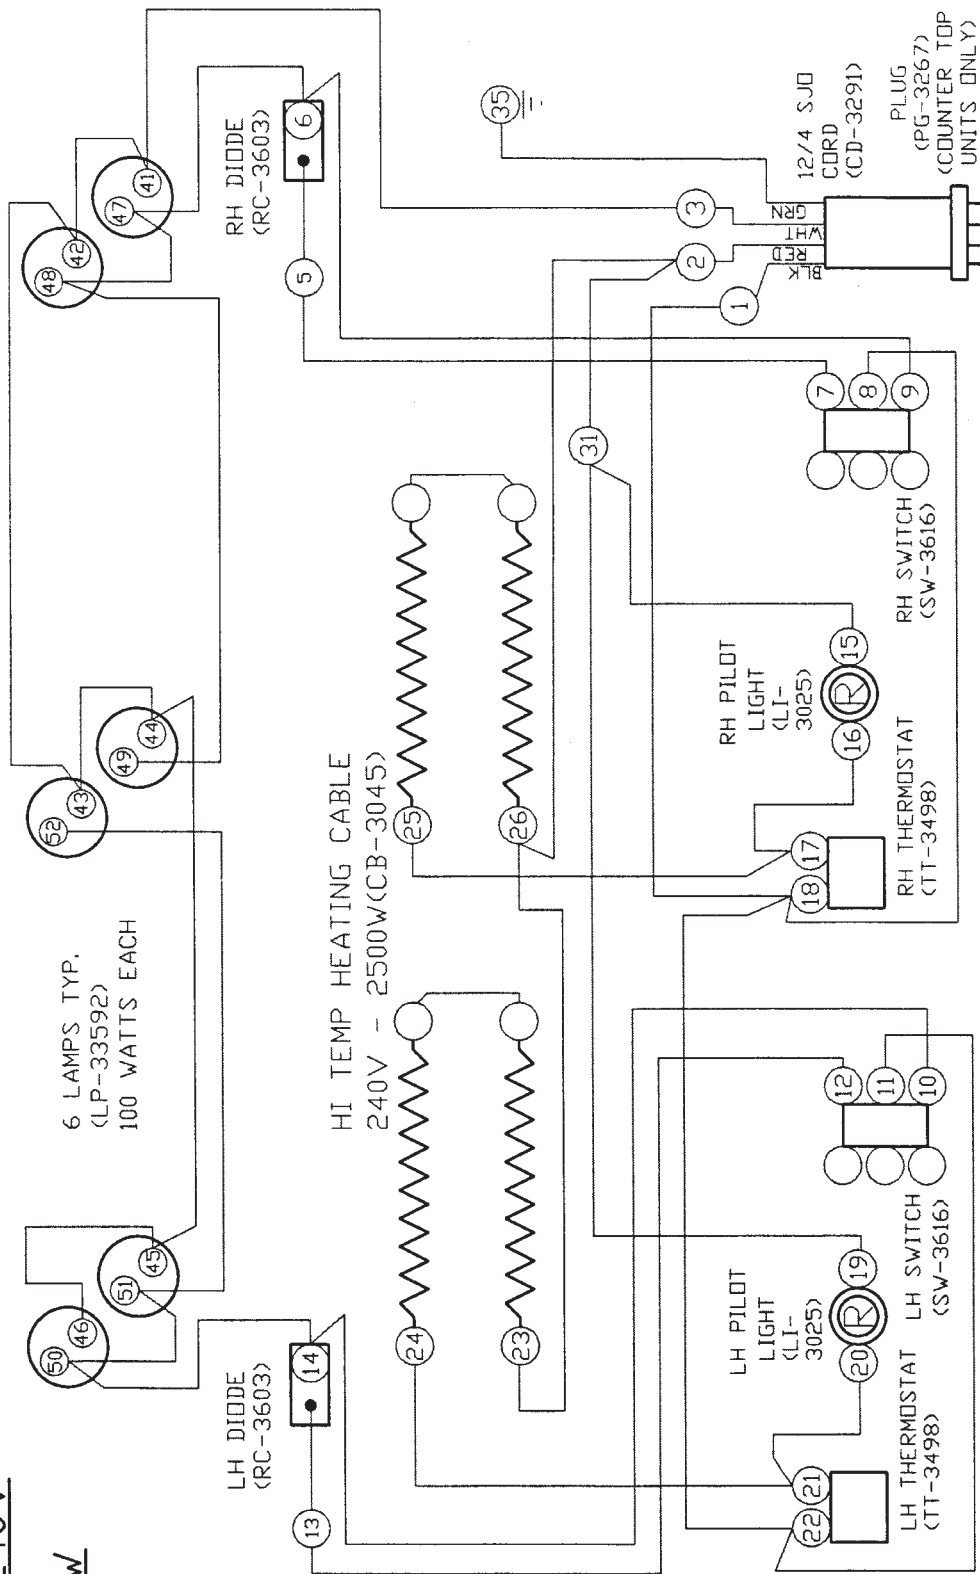 6 LAMPS TYP.
(LP-33592)
100 WATTS EACH
50
46
51
45
52
43
49
44
48
42
47
41
LH DIODE
(RC-3603)
14
13
RH DIODE
(RC-3603)
6
5
HI TEMP HEATING CABLE
240V - 2500W(CB-3045)
24
23
25
26
35
31
3
2
1
GRN
WHT
RED
BLK
12/4 SJO
CORD
(CD-3291)
PLUG
(PG-3267)
(COUNTER TOP
UNITS ONLY)
LH PILOT
LIGHT
(LI-
3025)
20
R
19
21
22
LH THERMOSTAT
(TT-3498)
LH SWITCH
(SW-3616)
12
11
10
RH PILOT
LIGHT
(LI-
3025)
16
R
15
17
18
RH THERMOSTAT
(TT-3498)
RH SWITCH
(SW-3616)
7
8
9